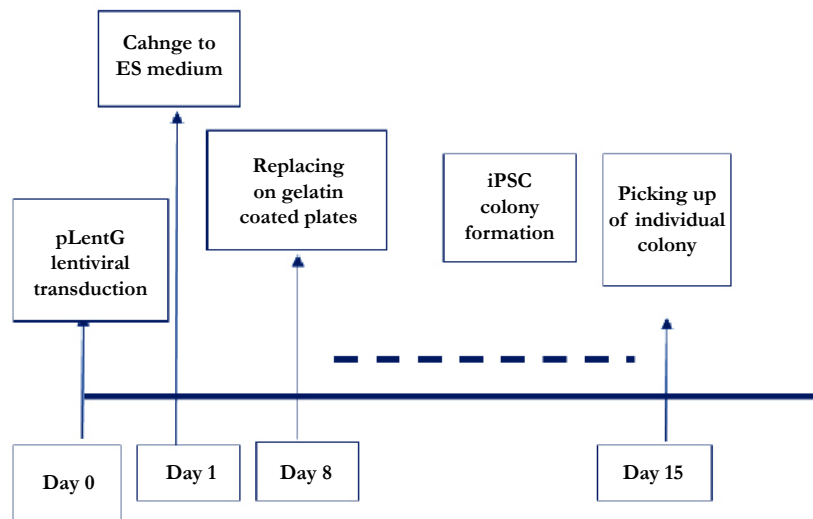 Cahnge to
ES medium
Replacing
on gelatin
coated plates
iPSC
colony
formation
Picking up
of individual
colony
pLentG
lentiviral
transduction
Day 0
Day 1
Day 8
Day 15